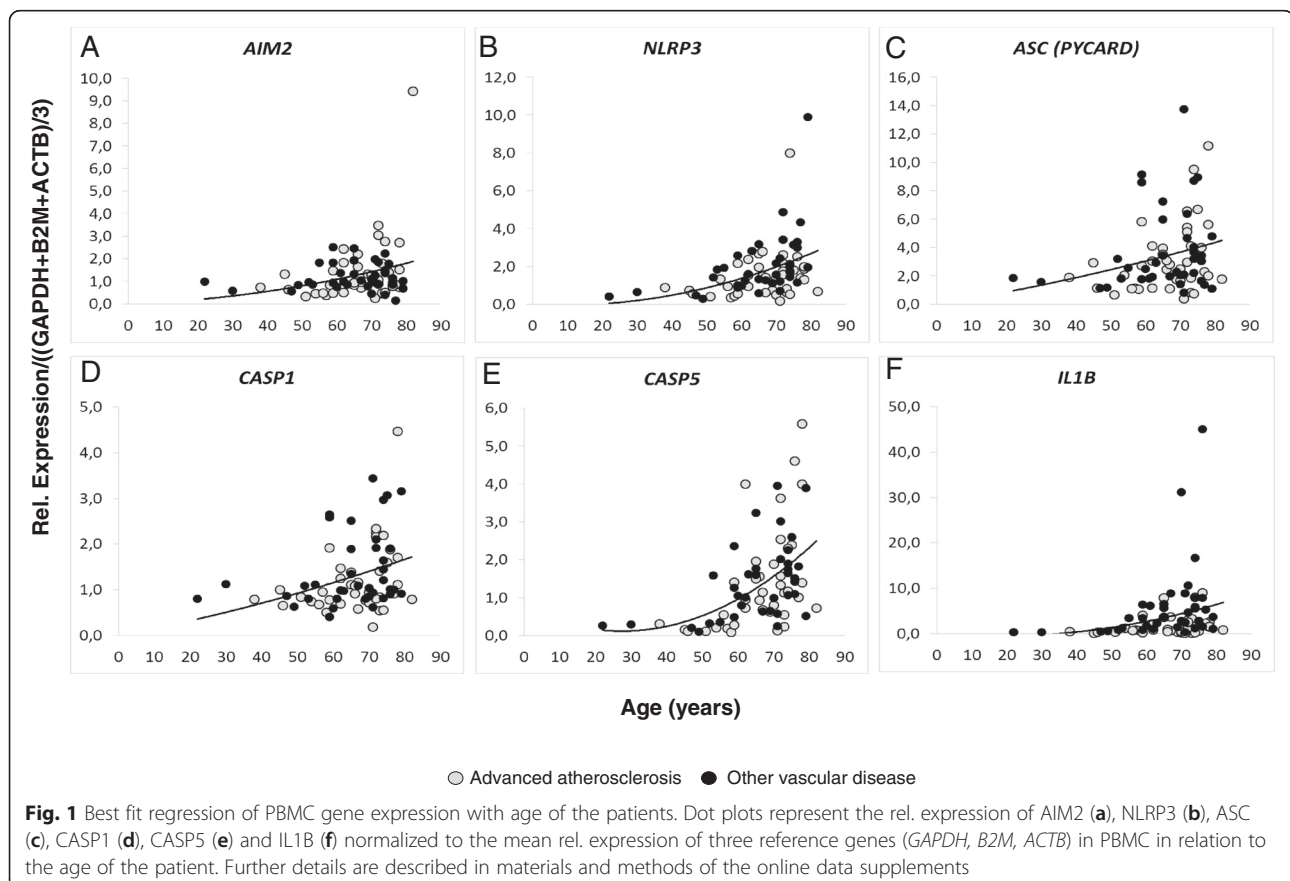 A
AIM2
10,0
9,0
8,0
7,0
6,0
5,0
4,0
3,0
2,0
1,0
0,0
0 10 20 30 40 50 60 70 80 90
B
NLRP3
12,0
10,0
8,0
6,0
4,0
2,0
0,0
0 10 20 30 40 50 60 70 80 90
C
ASC (PYCARD)
16,0
14,0
12,0
10,0
8,0
6,0
4,0
2,0
0,0
0 10 20 30 40 50 60 70 80 90
Rel. Expression/((GAPDH+B2M+ACTB)/3)
D
CASP1
5,0
4,0
3,0
2,0
1,0
0,0
0 10 20 30 40 50 60 70 80 90
E
CASP5
6,0
5,0
4,0
3,0
2,0
1,0
0,0
0 10 20 30 40 50 60 70 80 90
F
IL1B
50,0
40,0
30,0
20,0
10,0
0,0
0 10 20 30 40 50 60 70 80 90
Age (years)
Advanced atherosclerosis Other vascular disease
Fig. 1 Best fit regression of PBMC gene expression with age of the patients. Dot plots represent the rel. expression of AIM2 (a), NLRP3 (b), ASC
(c), CASP1 (d), CASP5 (e) and IL1B (f) normalized to the mean rel. expression of three reference genes (GAPDH, B2M, ACTB) in PBMC in relation to
the age of the patient. Further details are described in materials and methods of the online data supplements